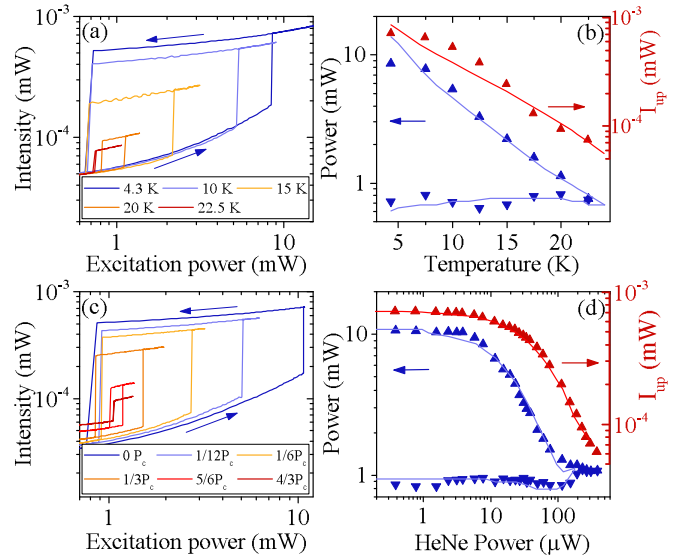 (a)
Intensity (mW)
10⁻³
10⁻⁴
4.3 K 10 K 15 K
20 K 22.5 K
1 10
Excitation power (mW)
(b)
Power (mW)
10
1
10⁻³
10⁻⁴
I_up (mW)
5 10 15 20
Temperature (K)
(c)
Intensity (mW)
10⁻³
10⁻⁴
0 P_c 1/12P_c 1/6P_c
1/3P_c 5/6P_c 4/3P_c
1 10
Excitation power (mW)
(d)
Power (mW)
10
1
10⁻³
10⁻⁴
I_up (mW)
1 10 100
HeNe Power (μW)